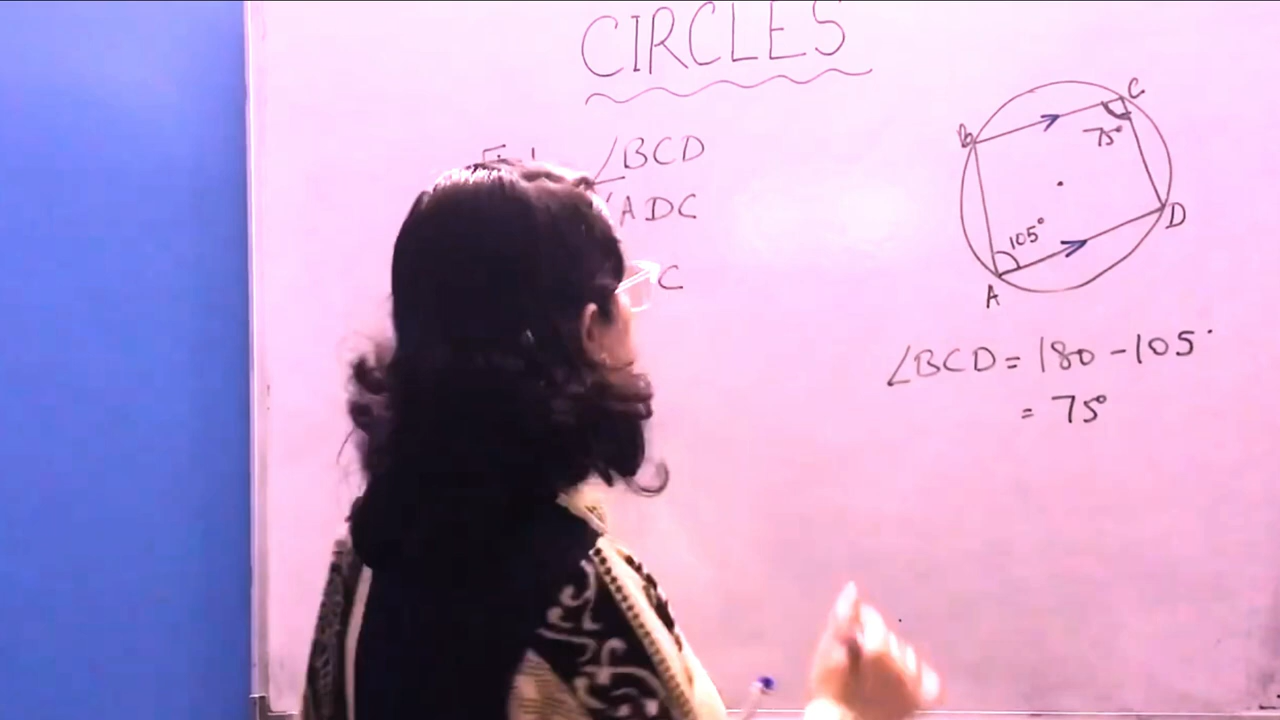 CIRCLES
∠BCD
∠ADC
C
B
C
75°
105°
D
A
∠BCD = 180 - 105°
= 75°